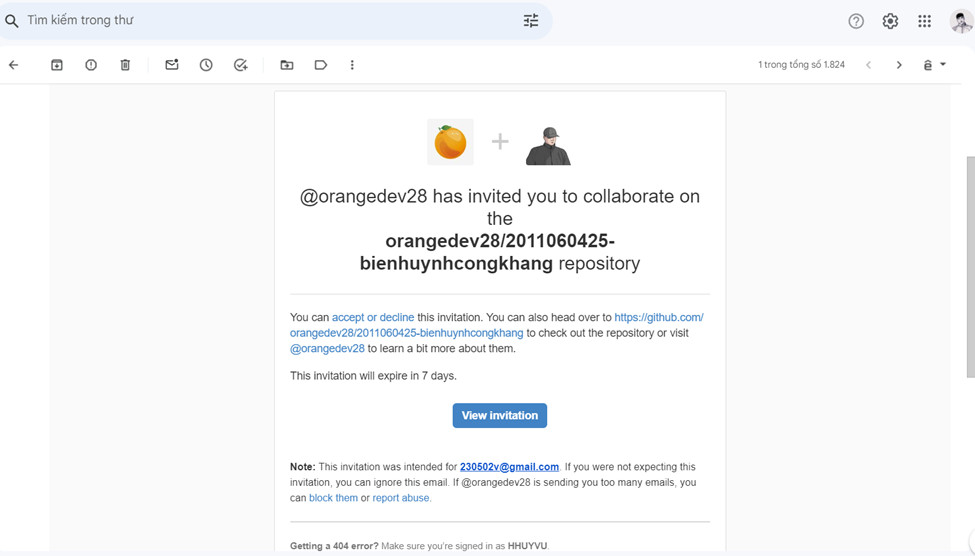 Tìm kiếm trong thư
1 trong tổng số 1.824
@orangedev28 has invited you to collaborate on
the
orangedev28/2011060425-
bienhuynhcongkhang repository
You can accept or decline this invitation. You can also head over to https://github.com/
orangedev28/2011060425-bienhuynhcongkhang to check out the repository or visit
@orangedev28 to learn a bit more about them.
This invitation will expire in 7 days.
View invitation
Note: This invitation was intended for 230502v@gmail.com. If you were not expecting this
invitation, you can ignore this email. If @orangedev28 is sending you too many emails, you
can block them or report abuse.
Getting a 404 error? Make sure you're signed in as HHUYVU.